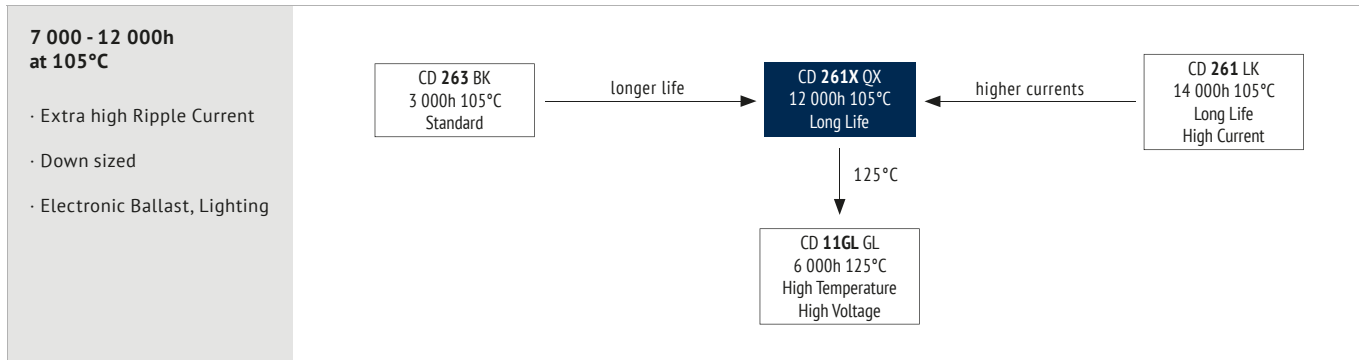 7 000 - 12 000h
at 105°C
· Extra high Ripple Current
· Down sized
· Electronic Ballast, Lighting
CD 263 BK
3 000h 105°C
Standard
longer life
CD 261X QX
12 000h 105°C
Long Life
higher currents
CD 261 LK
14 000h 105°C
Long Life
High Current
125°C
CD 11GL GL
6 000h 125°C
High Temperature
High Voltage